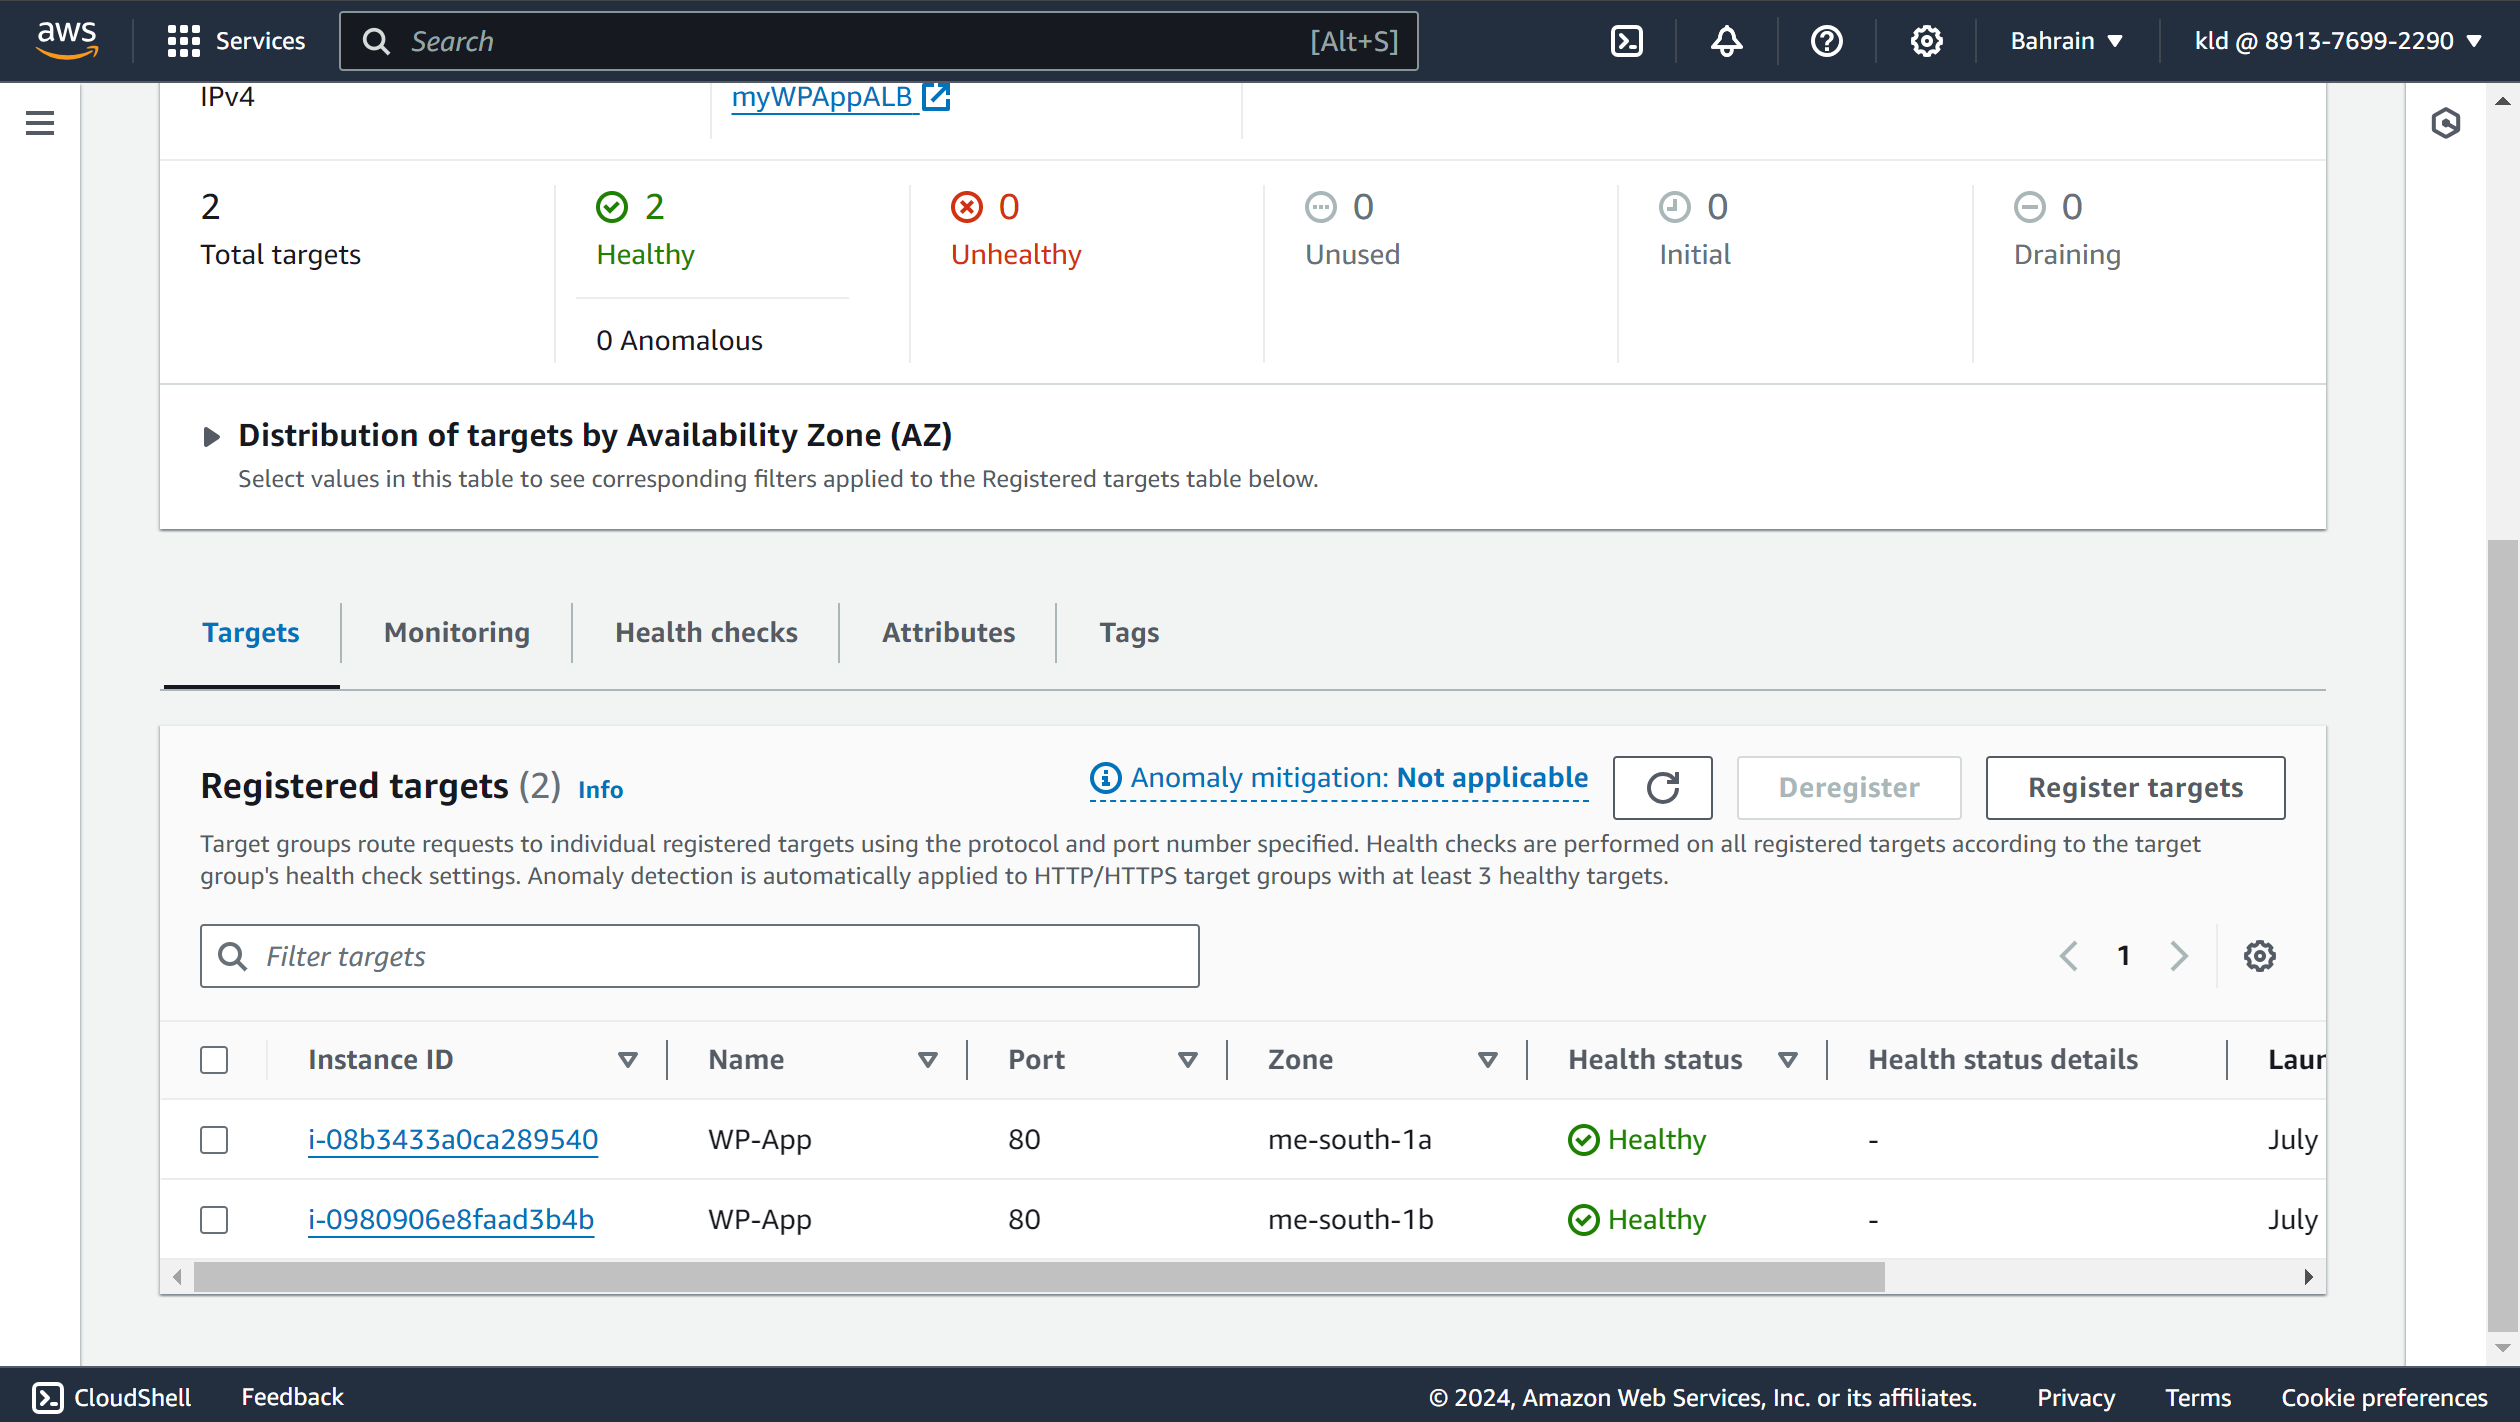 aws Services Search [Alt+S] Bahrain kld @ 8913-7699-2290
IPv4 myWPAppALB
2 2 0 0 0 0
Total targets Healthy Unhealthy Unused Initial Draining
0 Anomalous
Distribution of targets by Availability Zone (AZ)
Select values in this table to see corresponding filters applied to the Registered targets table below.
Targets Monitoring Health checks Attributes Tags
Registered targets (2) Info Anomaly mitigation: Not applicable Deregister Register targets
Target groups route requests to individual registered targets using the protocol and port number specified. Health checks are performed on all registered targets according to the target
group's health check settings. Anomaly detection is automatically applied to HTTP/HTTPS target groups with at least 3 healthy targets.
Filter targets 1
Instance ID Name Port Zone Health status Health status details Laun
i-08b3433a0ca289540 WP-App 80 me-south-1a Healthy - July
i-0980906e8faad3b4b WP-App 80 me-south-1b Healthy - July
CloudShell Feedback © 2024, Amazon Web Services, Inc. or its affiliates. Privacy Terms Cookie preferences